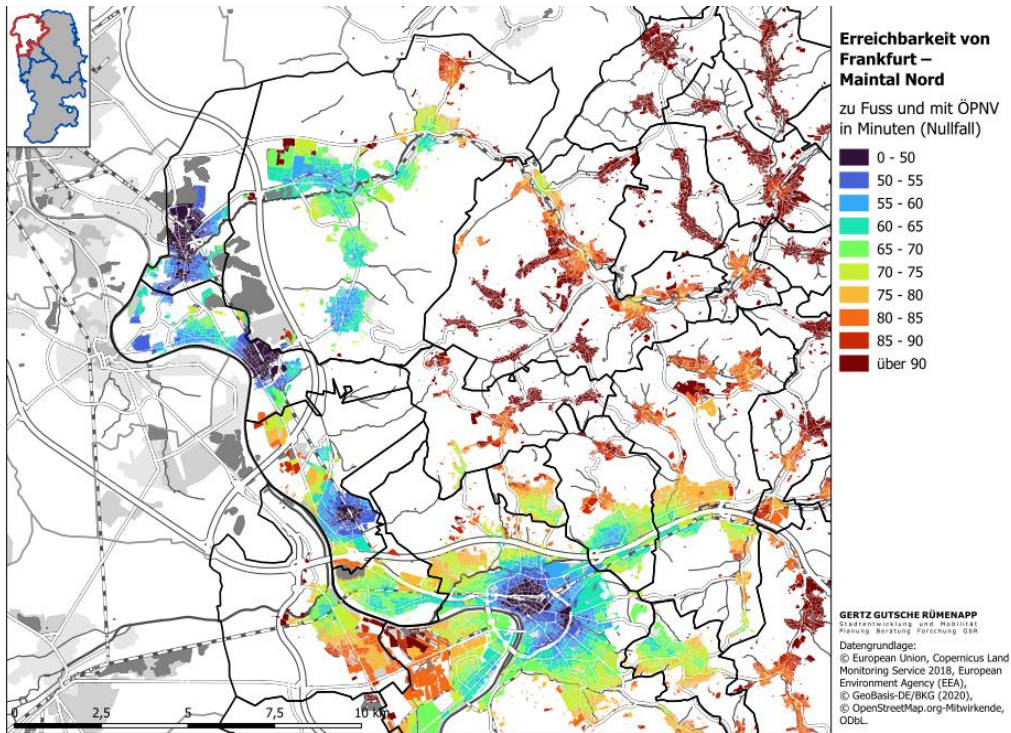 Erreichbarkeit von
Frankfurt –
Maintal Nord
zu Fuss und mit ÖPNV
in Minuten (Nullfall)
0 - 50
50 - 55
55 - 60
60 - 65
65 - 70
70 - 75
75 - 80
80 - 85
85 - 90
über 90
GERTZ GUTSCHE RÜMENAPP
Stadtentwicklung und Mobilität
Planung Beratung Forschung GbR
Datengrundlage:
© European Union, Copernicus Land
Monitoring Service 2018, European
Environment Agency (EEA),
© GeoBasis-DE/BKG (2020),
© OpenStreetMap.org-Mitwirkende,
ODbL.
0 2,5 5 7,5 10 km